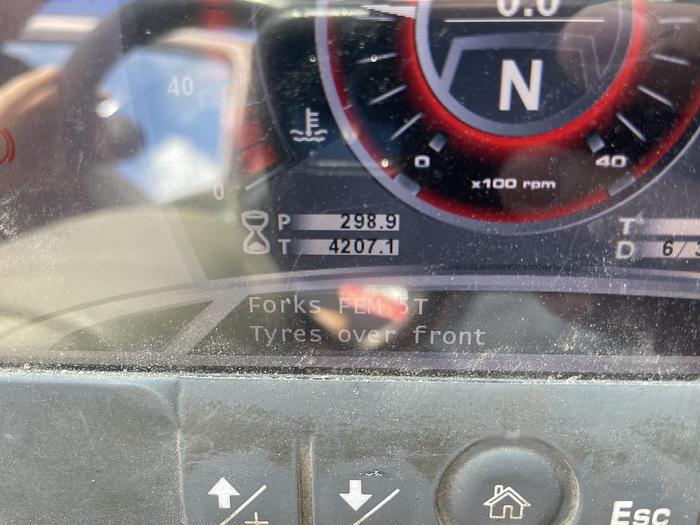 0.0
N
40
0
0
40
x100 rpm
P 298.9
T 4207.1
T
D 6/3
Forks FEM 5T
Tyres over front
+
Esc